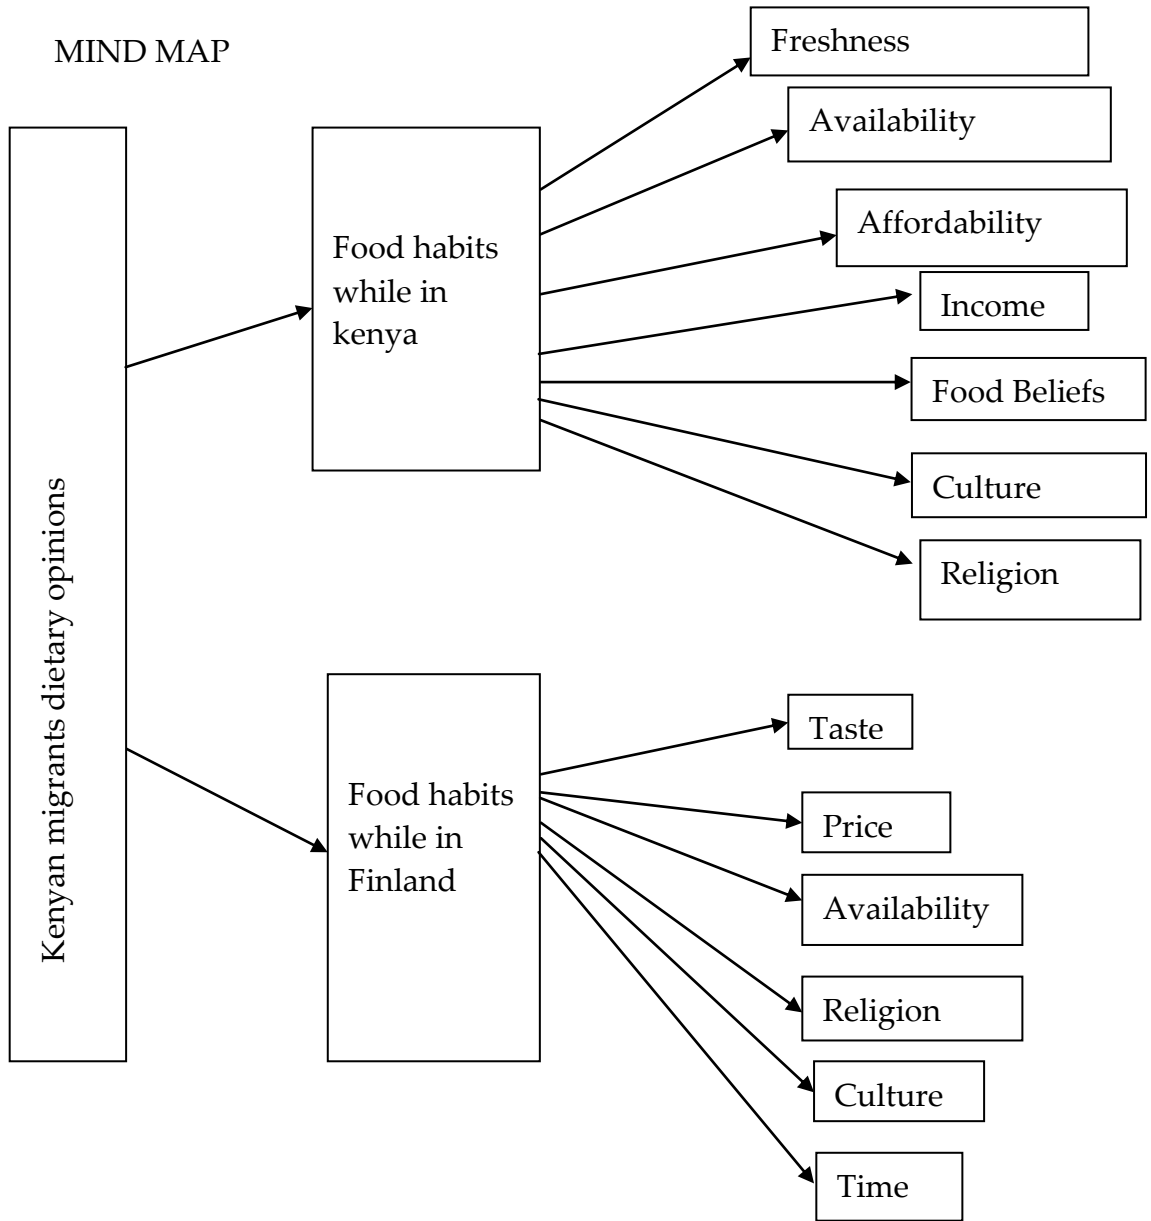 MIND MAP
Kenyan migrants dietary opinions
Food habits
while in
kenya
Freshness
Availability
Affordability
Income
Food Beliefs
Culture
Religion
Food habits
while in
Finland
Taste
Price
Availability
Religion
Culture
Time